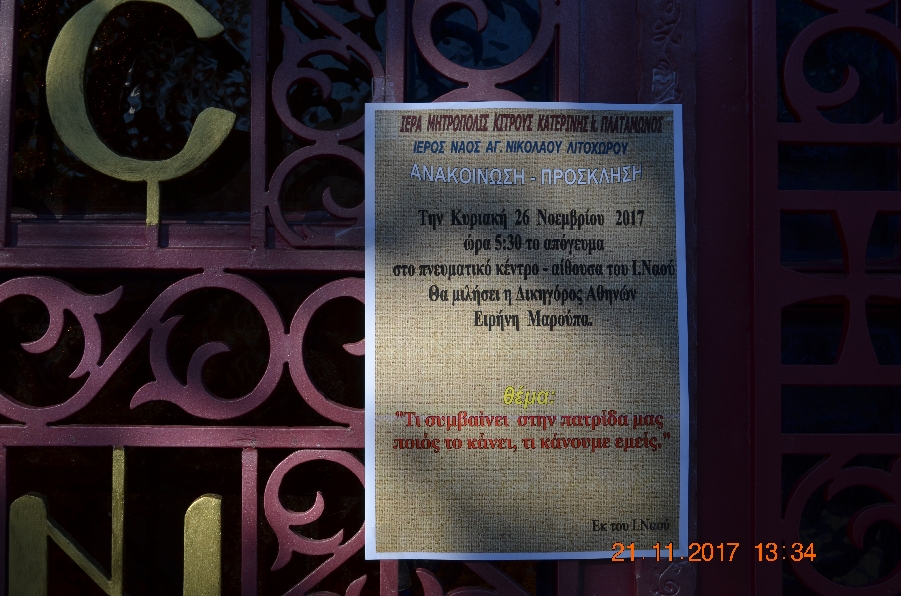 Ç
ΙΕΡΑ ΜΗΤΡΟΠΟΛΙΣ ΚΙΤΡΟΥΣ ΚΑΤΕΡΙΝΗΣ κ. ΠΛΑΤΑΜΩΝΟΣ
ΙΕΡΟΣ ΝΑΟΣ ΑΓ. ΝΙΚΟΛΑΟΥ ΛΙΤΟΧΩΡΟΥ
ΑΝΑΚΟΙΝΩΣΗ - ΠΡΟΣΚΛΗΣΗ
Την Κυριακή 26 Νοεμβρίου 2017
ώρα 5:30 το απόγευμα
στο πνευματικό κέντρο - αίθουσα του Ι.Ναού
Θα μιλήσει η Δικηγόρος Αθηνών
Ειρήνη Μαρούπα.
θέμα:
"Τι συμβαίνει στην πατρίδα μας
ποιός το κάνει, τι κάνουμε εμείς,"
Εκ του Ι.Ναού
NI
21 11 2017 13:34